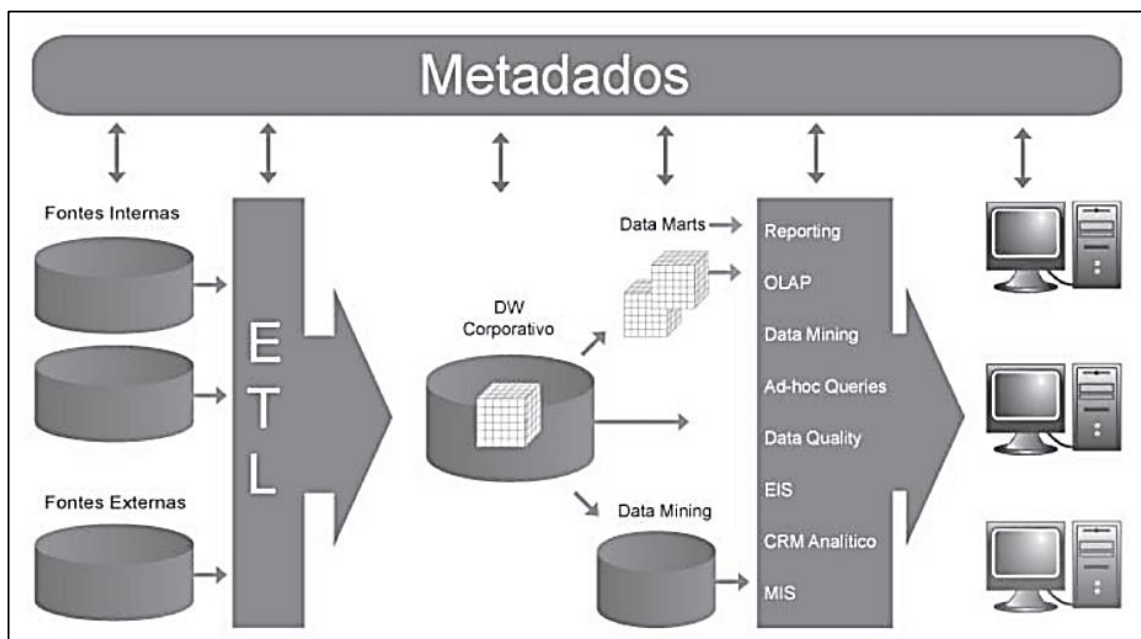 Metadados
Fontes Internas
Fontes Externas
E
T
L
DW
Corporativo
Data Marts
Data Mining
Reporting
OLAP
Data Mining
Ad-hoc Queries
Data Quality
EIS
CRM Analítico
MIS